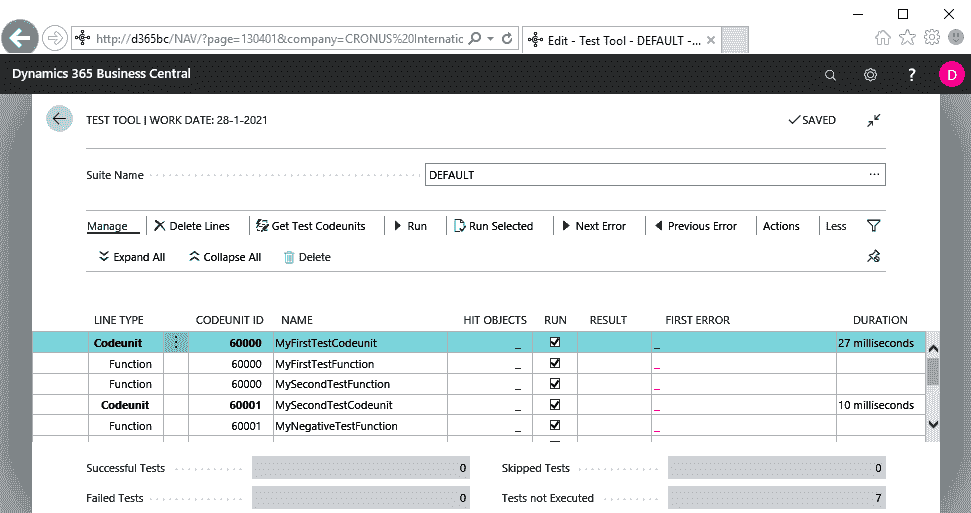 http://d365bc/NAV/?page=130401&company=CRONUS%20Internatic
Edit - Test Tool - DEFAULT -...
Dynamics 365 Business Central
? D
TEST TOOL | WORK DATE: 28-1-2021
SAVED
Suite Name DEFAULT ...
Manage Delete Lines Get Test Codeunits Run Run Selected Next Error Previous Error Actions Less
Expand All Collapse All Delete
LINE TYPE CODEUNIT ID NAME HIT OBJECTS RUN RESULT FIRST ERROR DURATION
Codeunit 60000 MyFirstTestCodeunit _ _ 27 milliseconds
Function 60000 MyFirstTestFunction _ _
Function 60000 MySecondTestFunction _ _
Codeunit 60001 MySecondTestCodeunit _ _ 10 milliseconds
Function 60001 MyNegativeTestFunction _ _
Successful Tests 0 Skipped Tests 0
Failed Tests 0 Tests not Executed 7